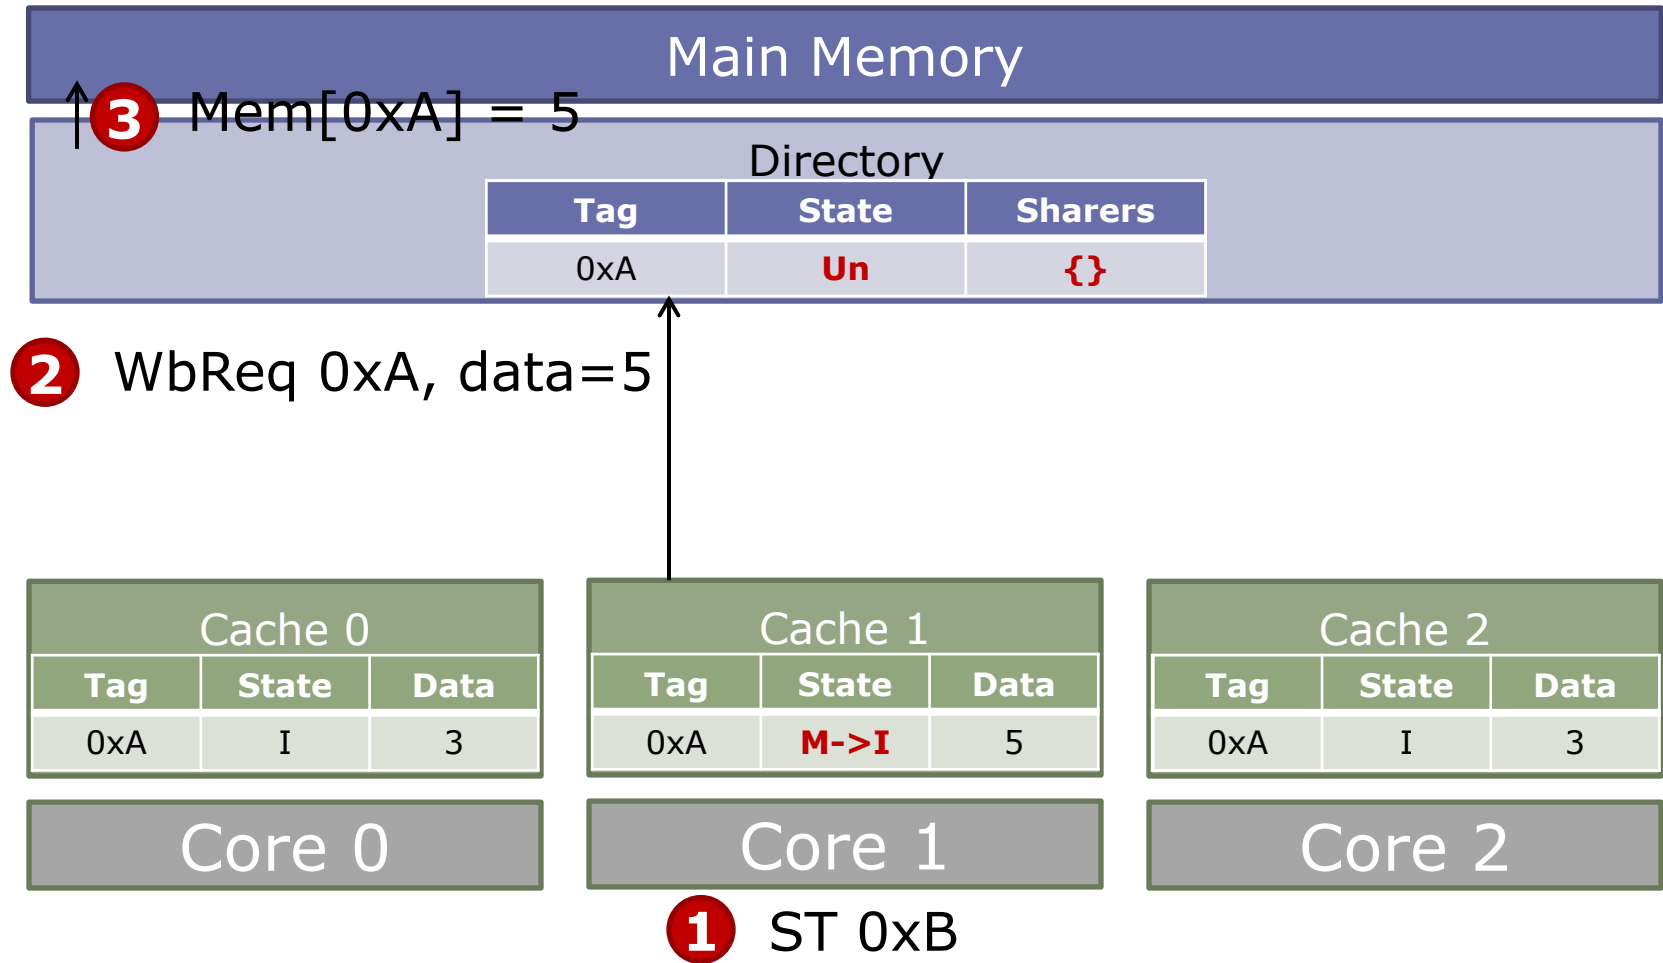 Main Memory
3 Mem[0xA] = 5
Directory
Tag State Sharers
0xA Un {}
2 WbReq 0xA, data=5
Cache 0 Cache 1 Cache 2
Tag State Data Tag State Data Tag State Data
0xA I 3 0xA M->I 5 0xA I 3
Core 0 Core 1 Core 2
1 ST 0xB